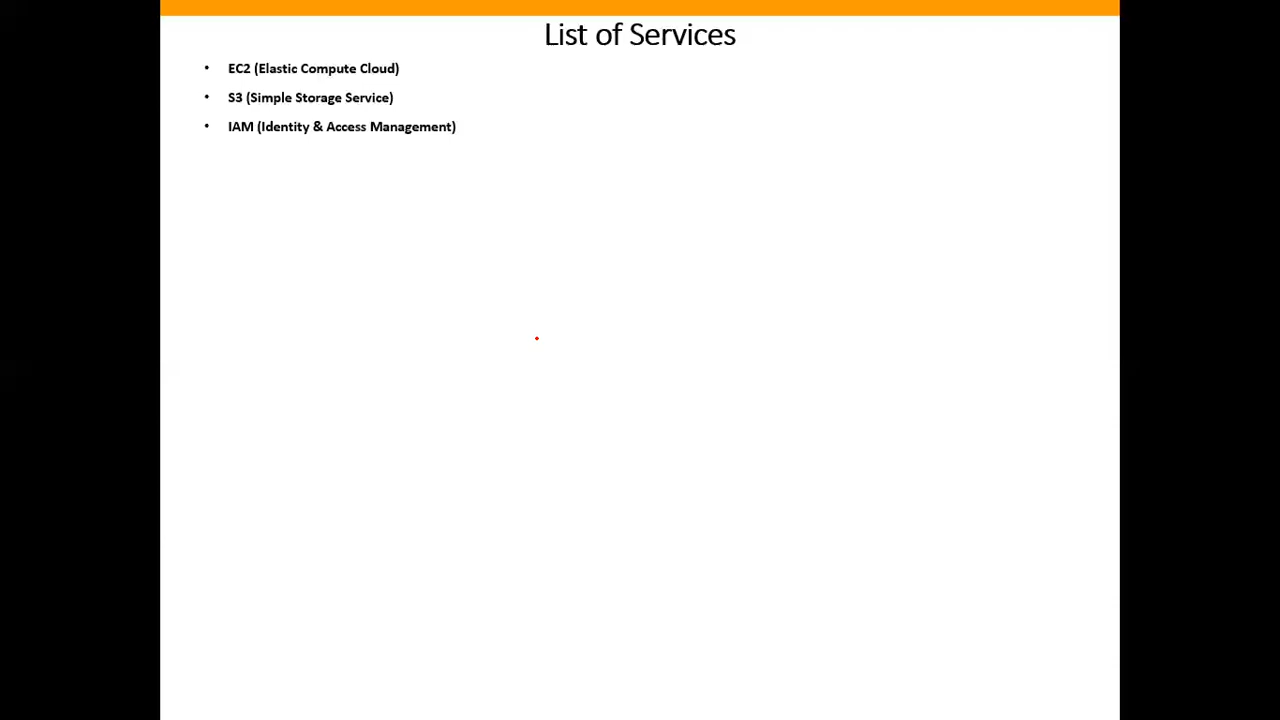 List of Services
• EC2 (Elastic Compute Cloud)
• S3 (Simple Storage Service)
• IAM (Identity & Access Management)